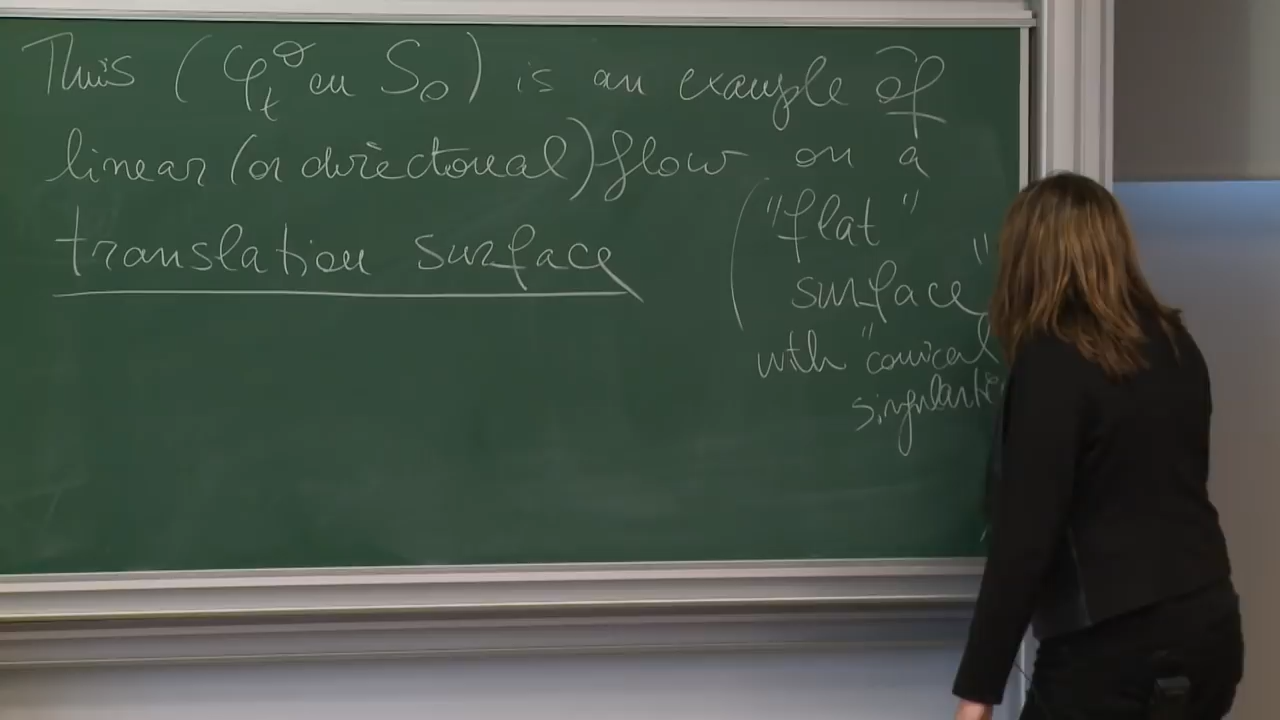 This (φ_t^θ on S_0) is an example of
linear (or directional) flow on a
translation surface
("flat"
surface"
with "conical
singularitie